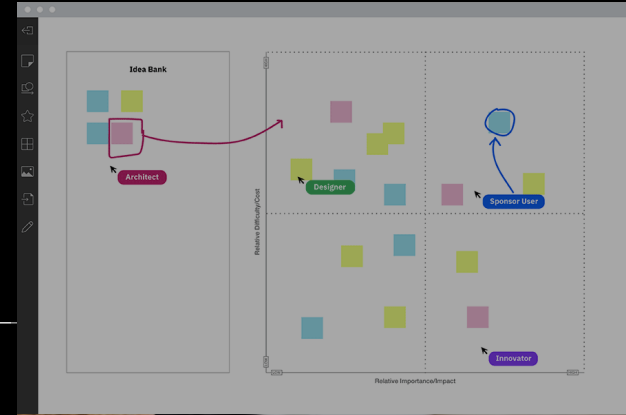 Idea Bank
Architect
Designer
Sponsor User
Innovator
Relative Difficulty/Cost
Relative Importance/Impact